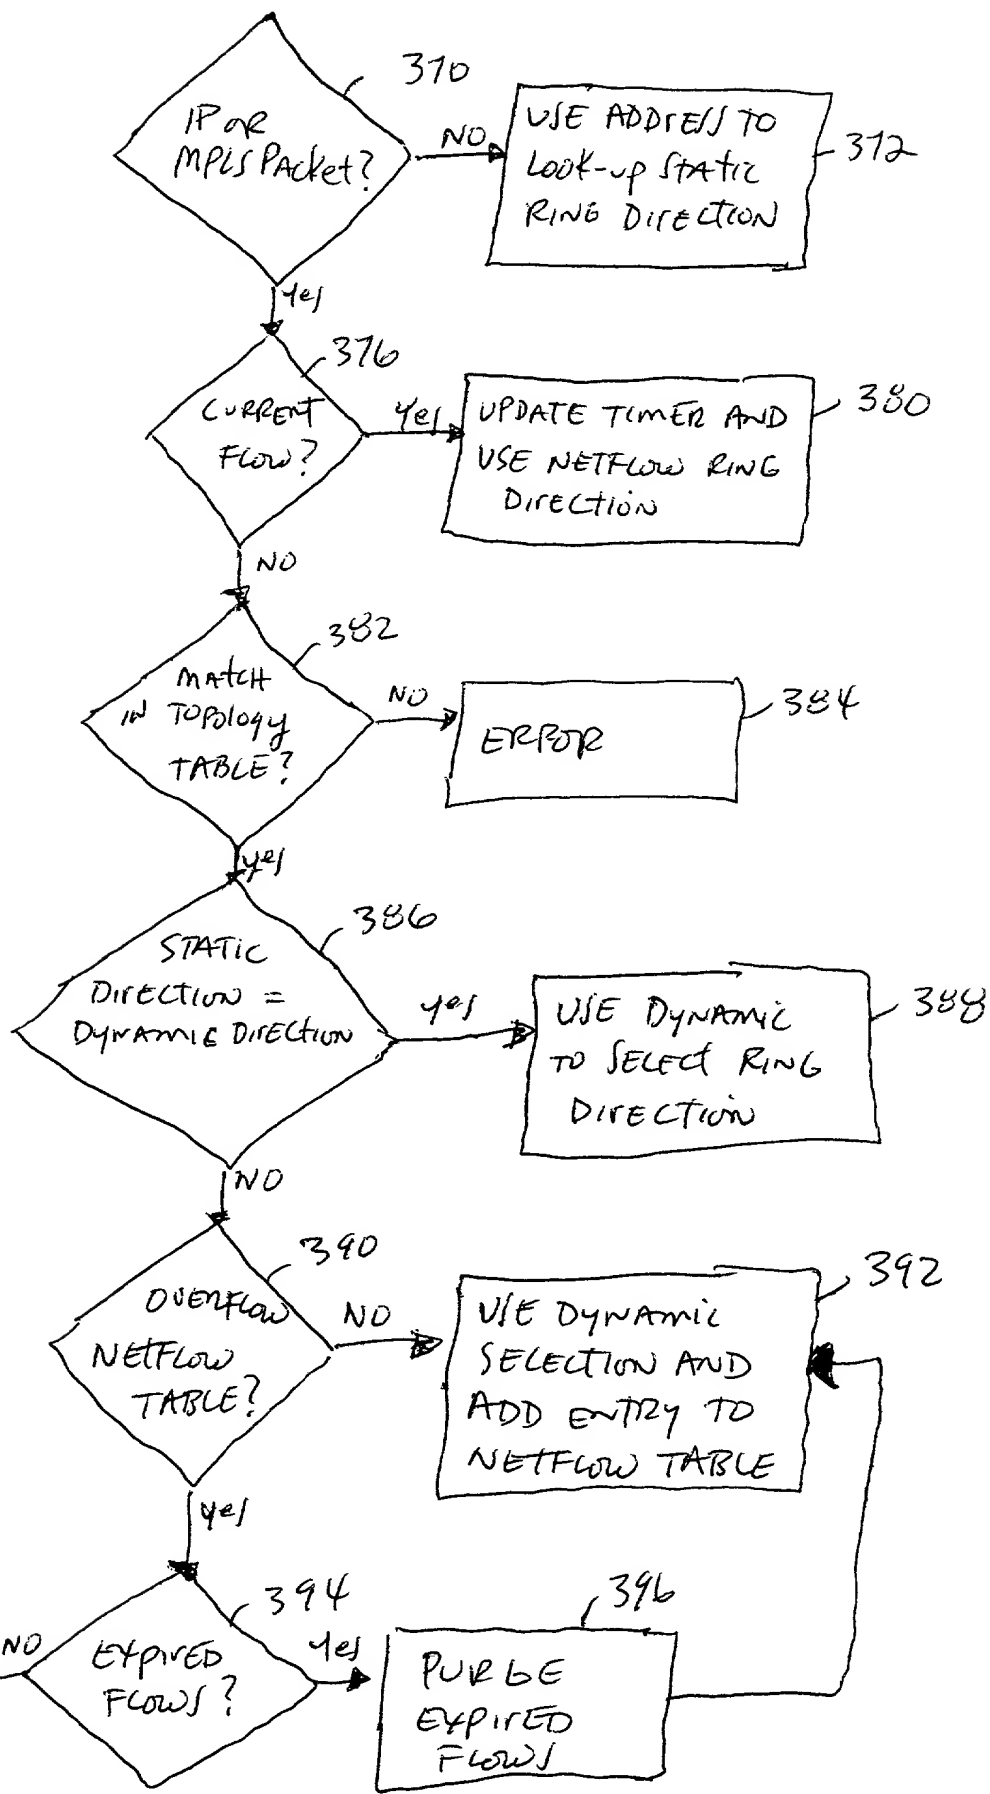 370
IP OR
MPLS PACKET?
NO
USE ADDRESS TO
LOOK-UP STATIC
RING DIRECTION
372
Yes
376
CURRENT
FLOW?
Yes
UPDATE TIMER AND
USE NETFLOW RING
DIRECTION
380
NO
382
MATCH
IN TOPOLOGY
TABLE?
NO
ERROR
384
yes
386
STATIC
DIRECTION =
DYNAMIC DIRECTION
yes
USE DYNAMIC
TO SELECT RING
DIRECTION
388
NO
390
OVERFLOW
NETFLOW
TABLE?
NO
USE DYNAMIC
SELECTION AND
ADD ENTRY TO
NETFLOW TABLE
392
yes
394
EXPIRED
FLOWS?
NO
Yes
396
PURGE
EXPIRED
FLOWS